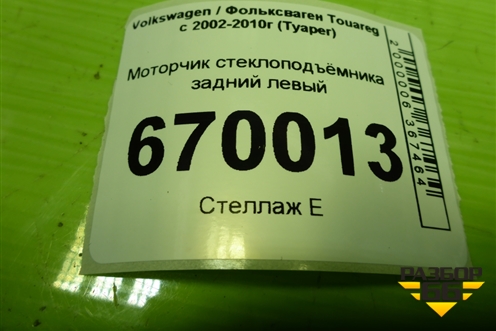 Volkswagen / Фольксваген Touareg
с 2002-2010г (Туарег)
Моторчик стеклоподъёмника
задний левый
670013
Стеллаж Е
2000006367464
РАЗБОР